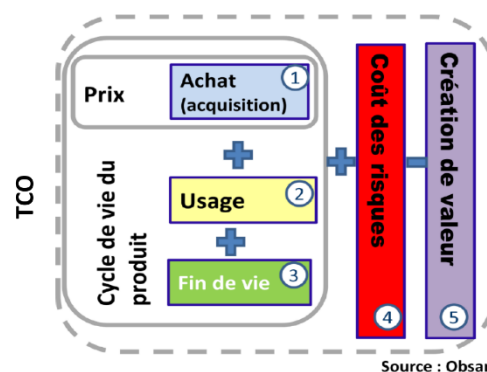 TCO
Prix
Achat
(acquisition)
1
Cycle de vie du
produit
Usage
2
Fin de vie
3
Coût des risques
4
Création de valeur
5
Source : Obsar